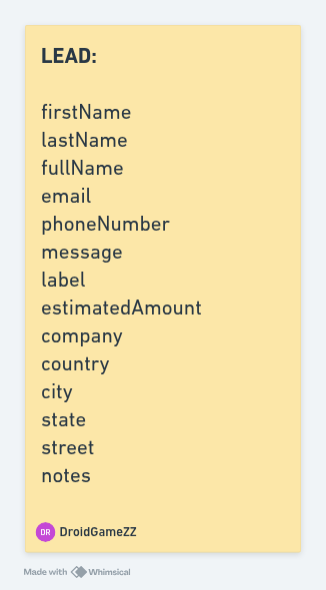 LEAD:
firstName
lastName
fullName
email
phoneNumber
message
label
estimatedAmount
company
country
city
state
street
notes
DR DroidGameZZ
Made with Whimsical